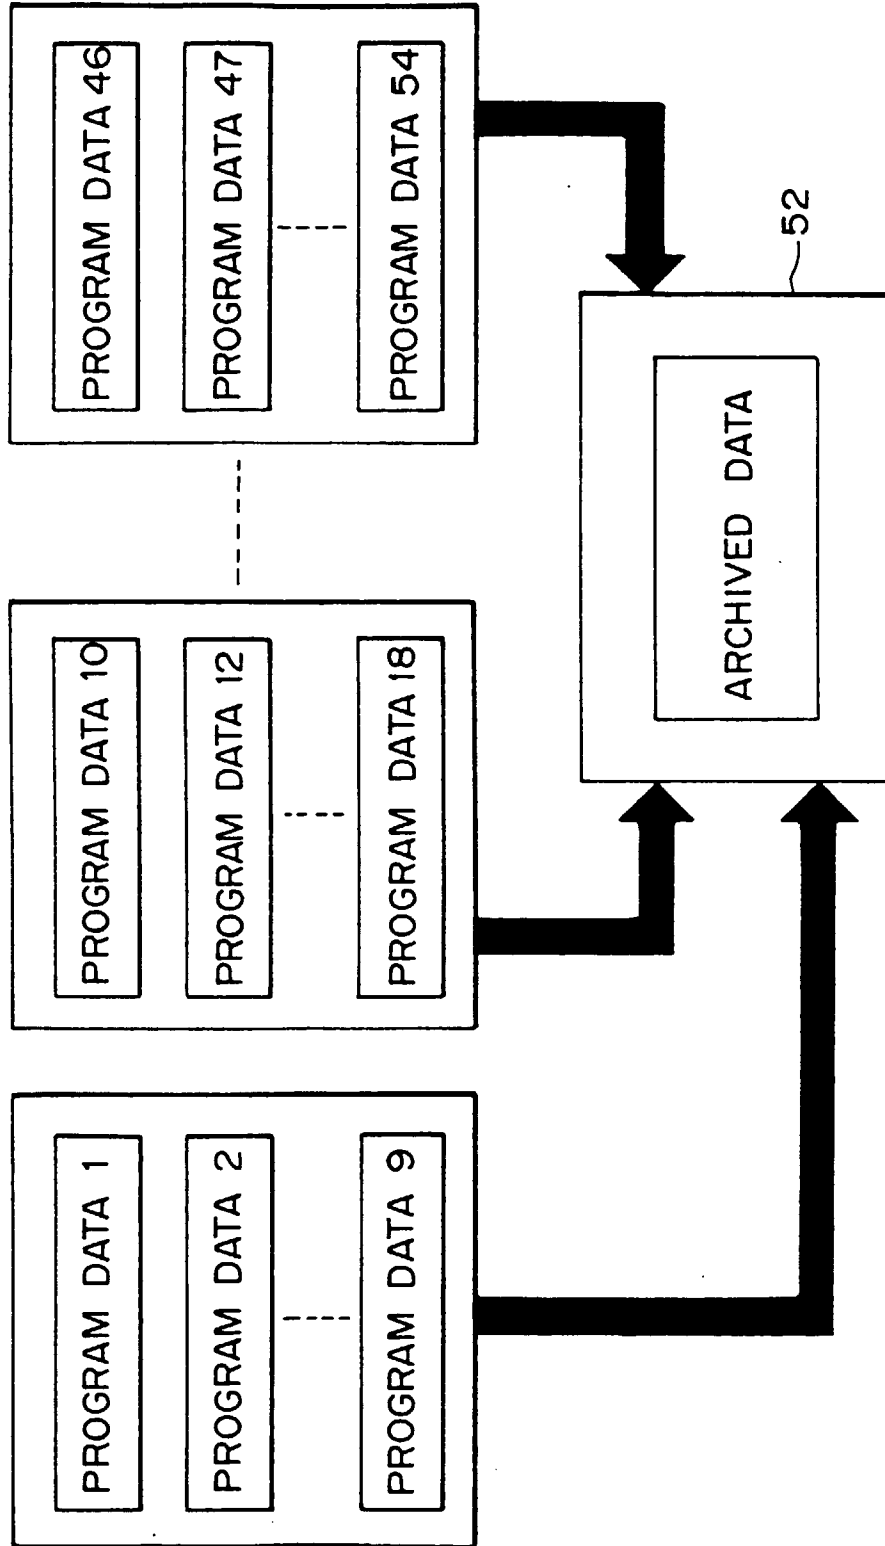 PROGRAM DATA 1
PROGRAM DATA 2
PROGRAM DATA 9
PROGRAM DATA 10
PROGRAM DATA 12
PROGRAM DATA 18
PROGRAM DATA 46
PROGRAM DATA 47
PROGRAM DATA 54
ARCHIVED DATA
52